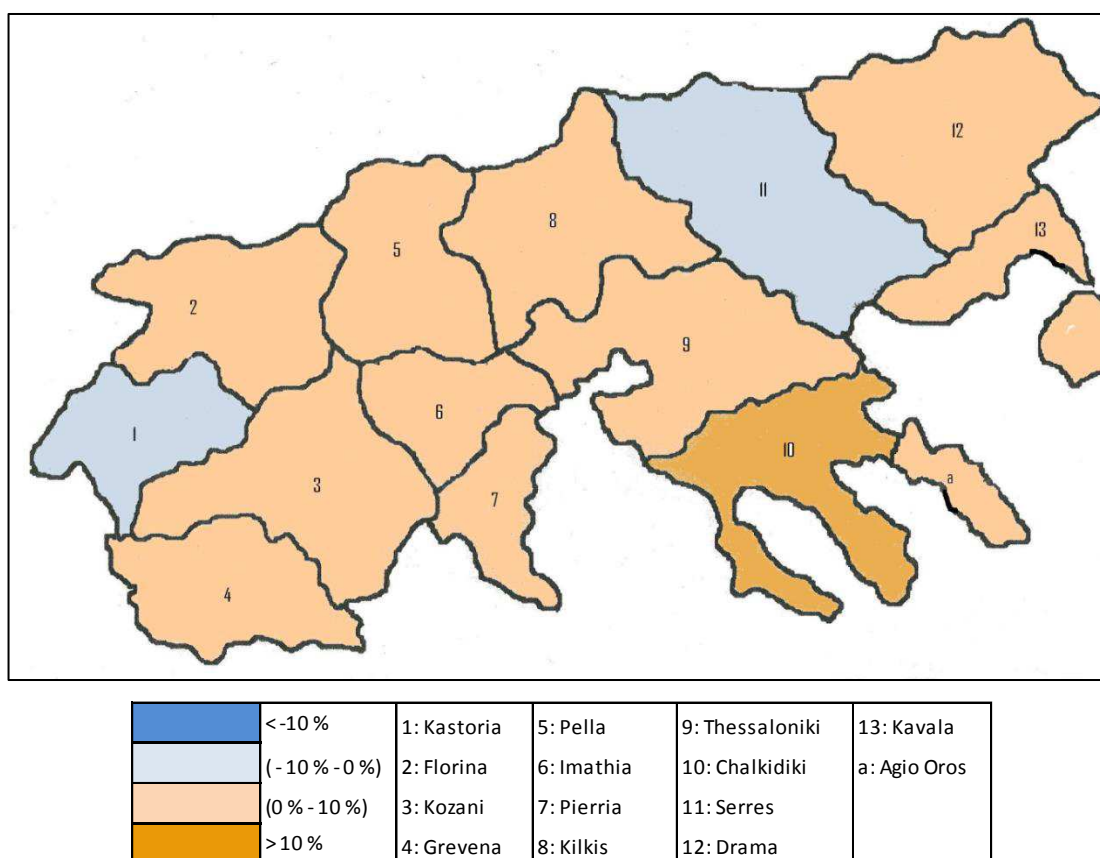 12
11
13
8
5
2
9
6
1
10
3
7
a
4
<-10 % 1: Kastoria 5: Pella 9: Thessaloniki 13: Kavala
(-10 % -0 %) 2: Florina 6: Imathia 10: Chalkidiki a: Agio Oros
(0 % - 10 %) 3: Kozani 7: Pierria 11: Serres
>10 % 4: Grevena 8: Kilkis 12: Drama